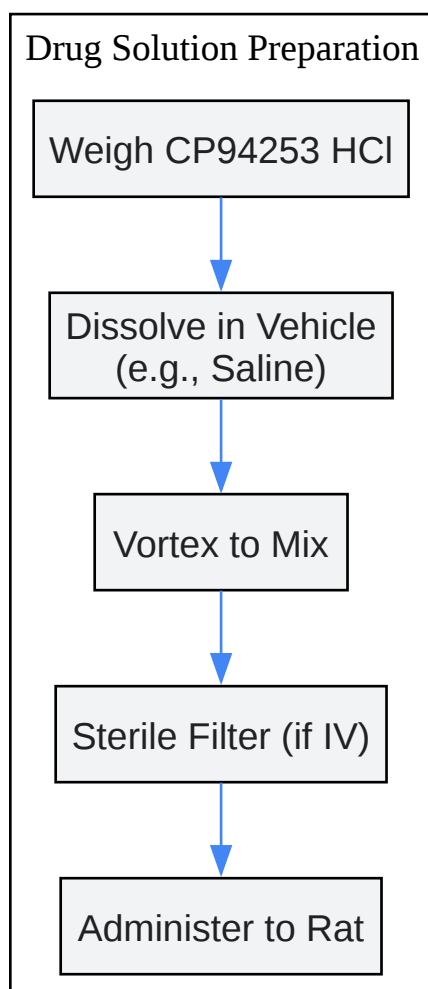 Drug Solution Preparation
Weigh CP94253 HCl
Dissolve in Vehicle
(e.g., Saline)
Vortex to Mix
Sterile Filter (if IV)
Administer to Rat